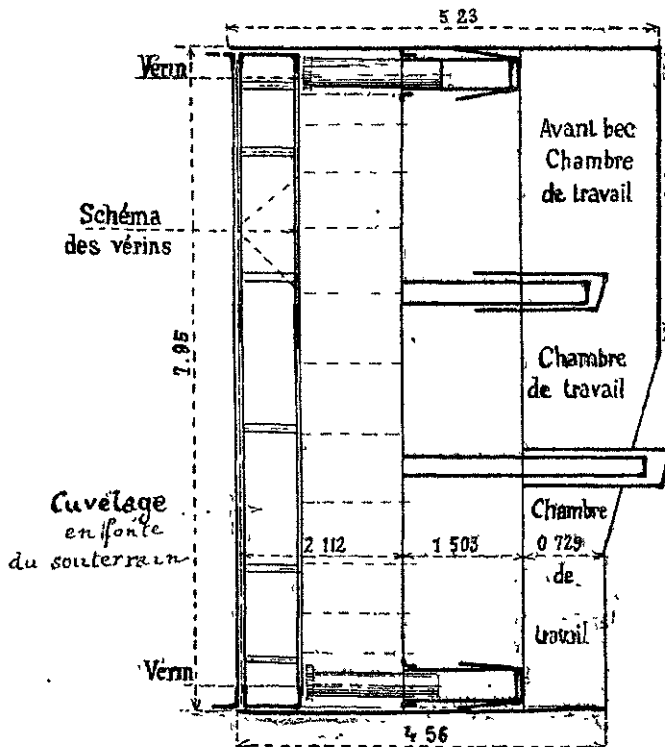 5 23
Vérin
Avant bec
Chambre
de travail
Schéma
des vérins
7.95
Chambre
de travail
Cuvelage
en fonte
du souterrain
Chambre
2 112
1 503
0 729
de
travail
Vérin
4 56